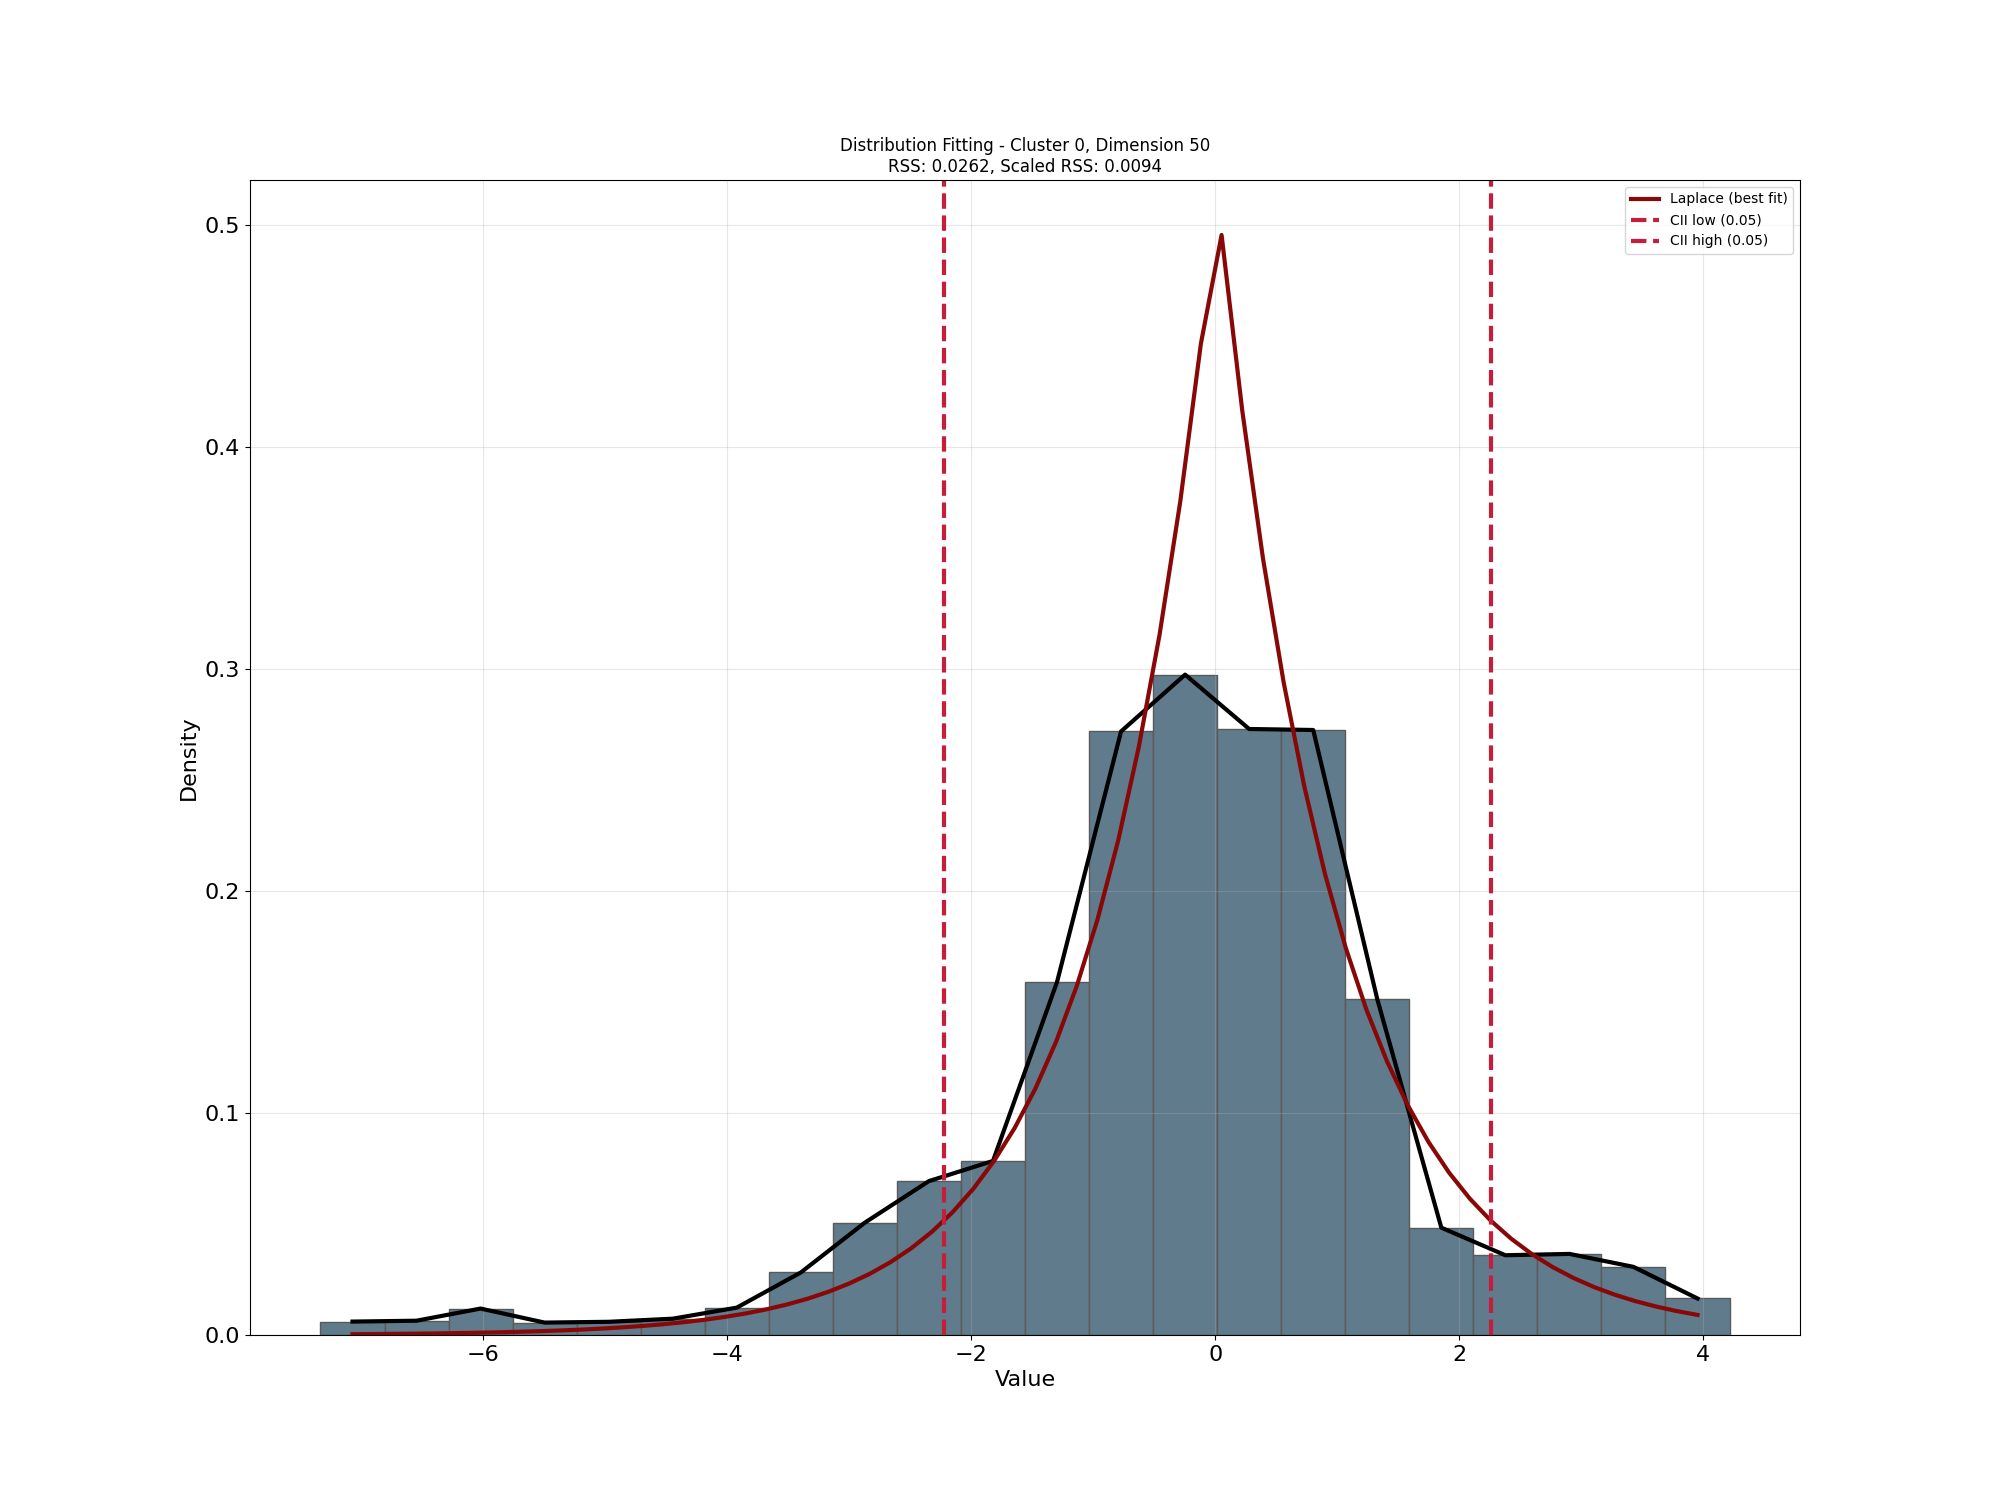 Distribution Fitting - Cluster 0, Dimension 50
RSS: 0.0262, Scaled RSS: 0.0094
Laplace (best fit)
CII low (0.05)
CII high (0.05)
0.5
0.4
0.3
0.2
0.1
0.0
Density
−6 −4 −2 0 2 4
Value